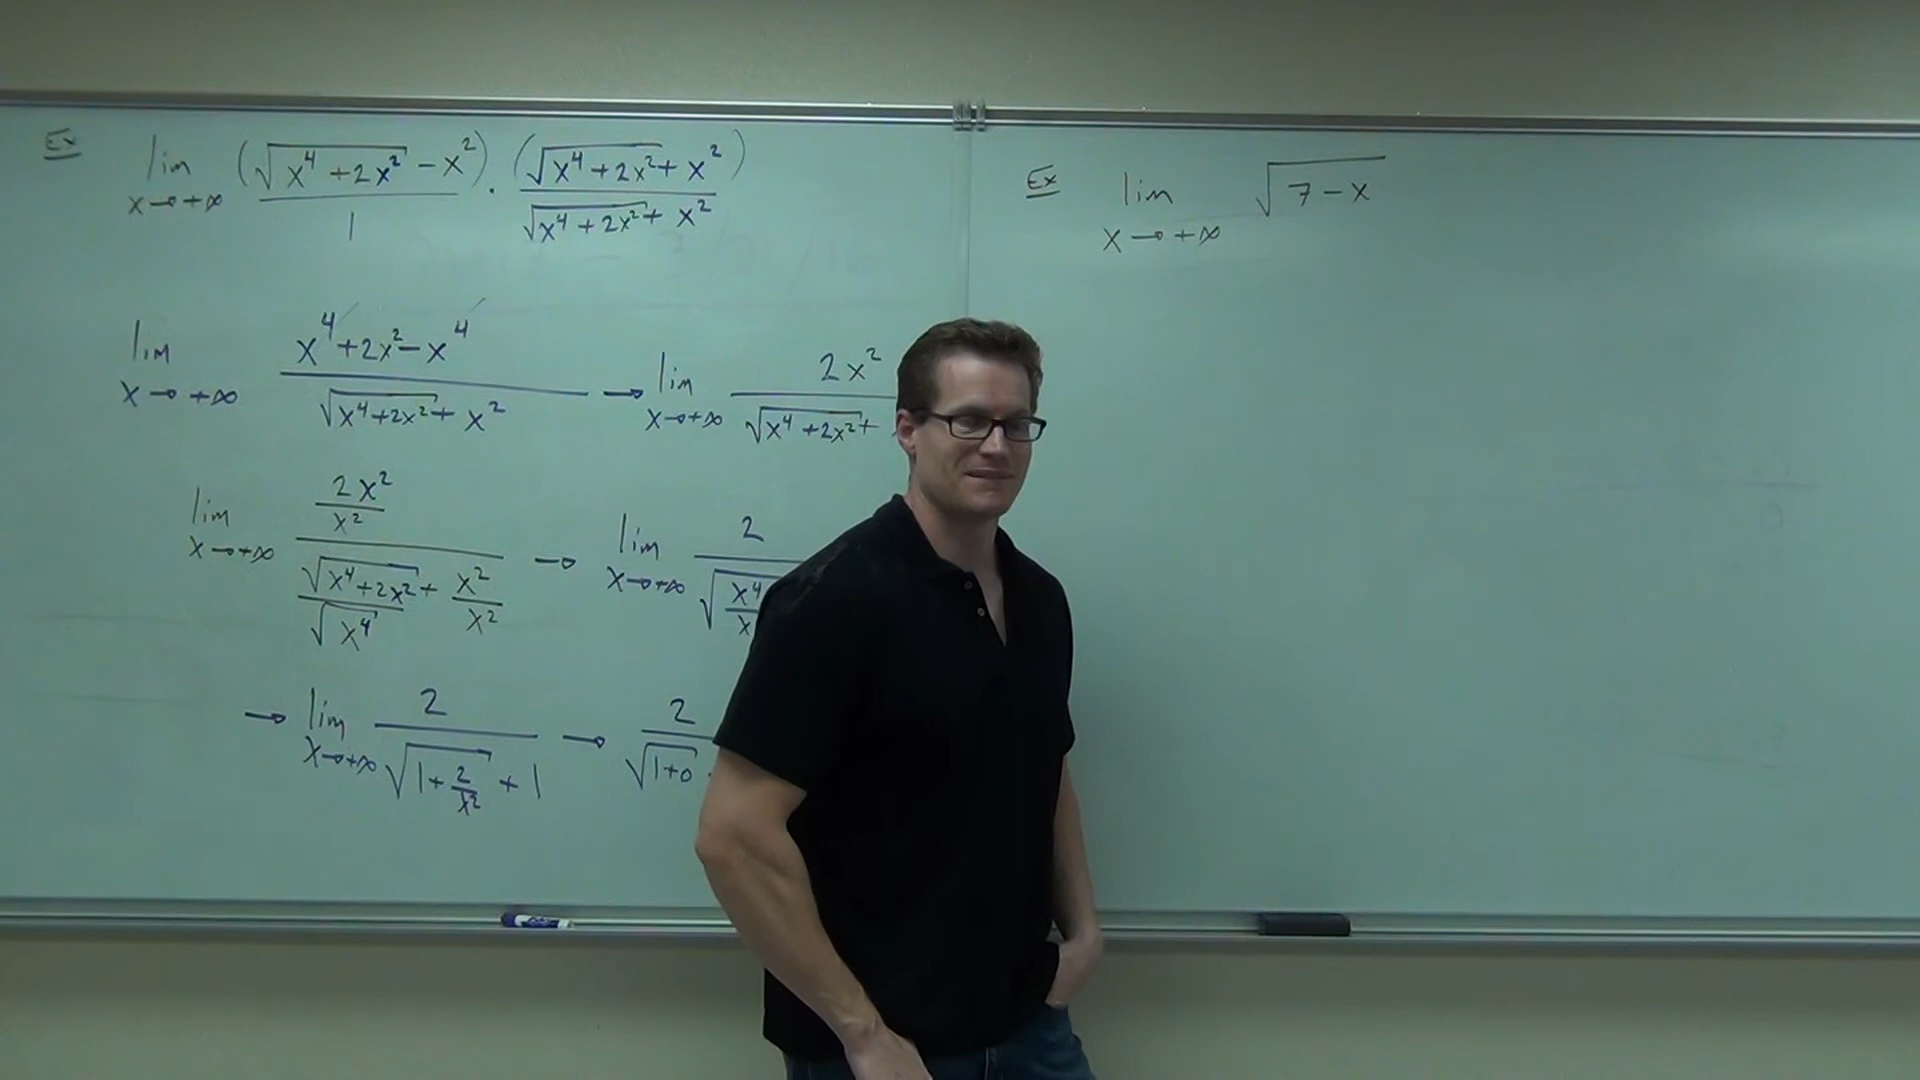 Ex lim x→+∞ (√(x⁴+2x²) - x²)/1 · (√(x⁴+2x²) + x²)/(√(x⁴+2x²) + x²)
lim x→+∞ (x⁴+2x²-x⁴)/(√(x⁴+2x²) + x²) → lim x→+∞ 2x²/(√(x⁴+2x²) +
lim x→+∞ (2x²/x²)/(√(x⁴+2x²)/√(x⁴) + x²/x²) → lim x→+∞ 2/√(x⁴/x
→ lim x→+∞ 2/(√(1+2/x²) + 1) → 2/√(1+0)
Ex lim x→+∞ √(7-x)